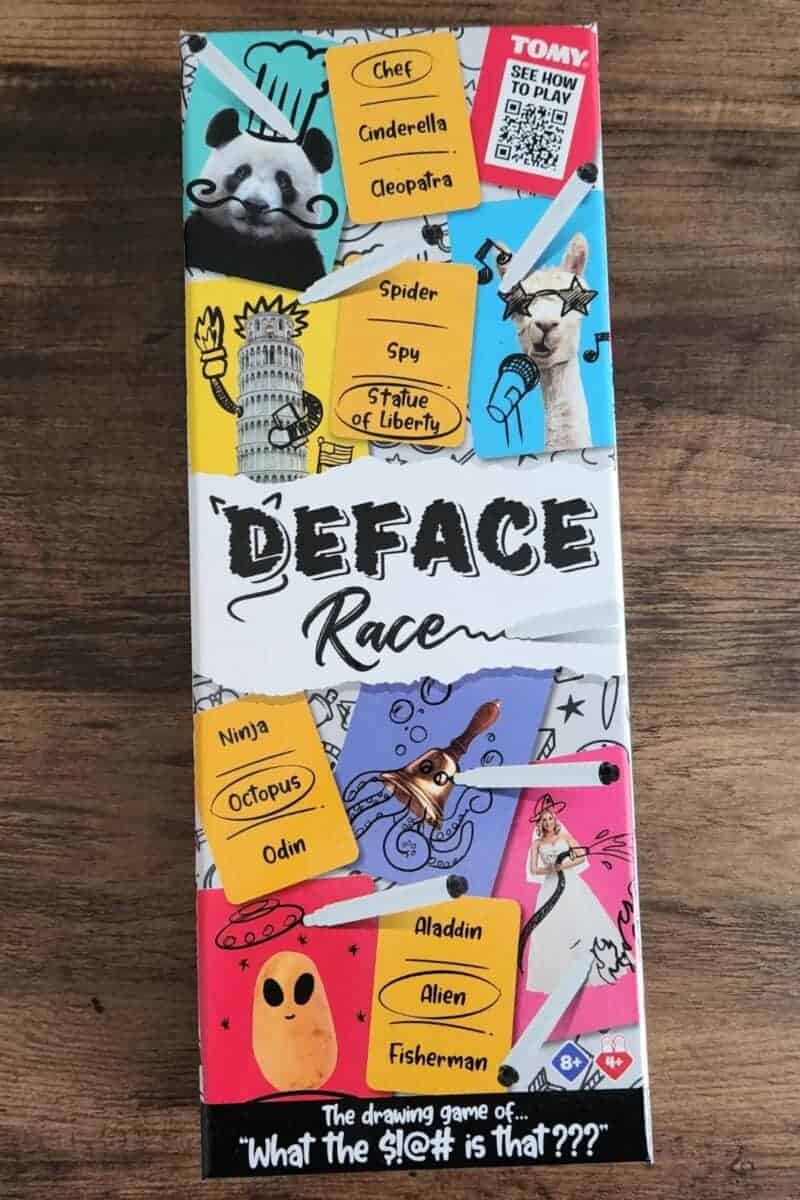 TOMY
SEE HOW
TO PLAY
Chef
Cinderella
Cleopatra
Spider
Spy
Statue
of Liberty
DEFACE
Race
Ninja
Octopus
Odin
Aladdin
Alien
Fisherman
8+
4+
The drawing game of...
"What the $!@# is that???"